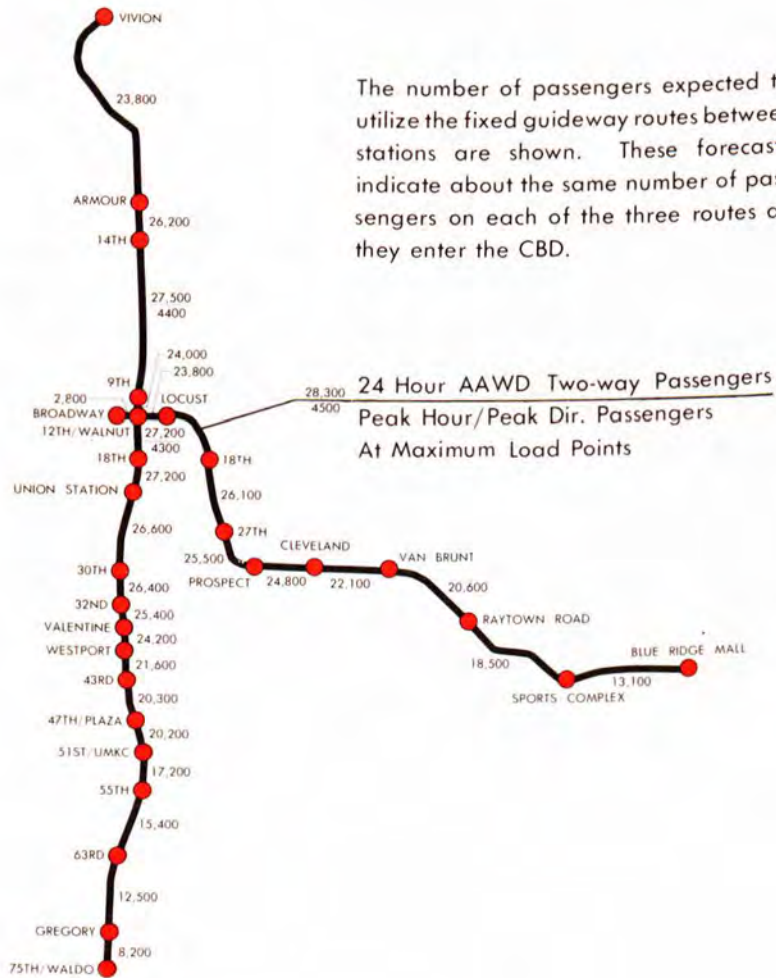 VIVION
23,800
The number of passengers expected t
utilize the fixed guideway routes betwee
stations are shown. These forecast
indicate about the same number of pas
sengers on each of the three routes a
they enter the CBD.
ARMOUR
26,200
14TH
27,500
4400
24,000
9TH
23,800
2,800
LOCUST
BROADWAY
12TH/WALNUT
27,200
4300
28,300
4500
24 Hour AAWD Two-way Passengers
Peak Hour/Peak Dir. Passengers
At Maximum Load Points
18TH
18TH
27,200
UNION STATION
26,100
26,600
27TH
CLEVELAND
25,500
VAN BRUNT
30TH
PROSPECT
24,800
22,100
20,600
26,400
32ND
25,400
VALENTINE
RAYTOWN ROAD
24,200
WESTPORT
21,600
18,500
BLUE RIDGE MALL
43RD
13,100
20,300
SPORTS COMPLEX
47TH/PLAZA
20,200
51ST/UMKC
17,200
55TH
15,400
63RD
12,500
GREGORY
8,200
75TH/WALDO